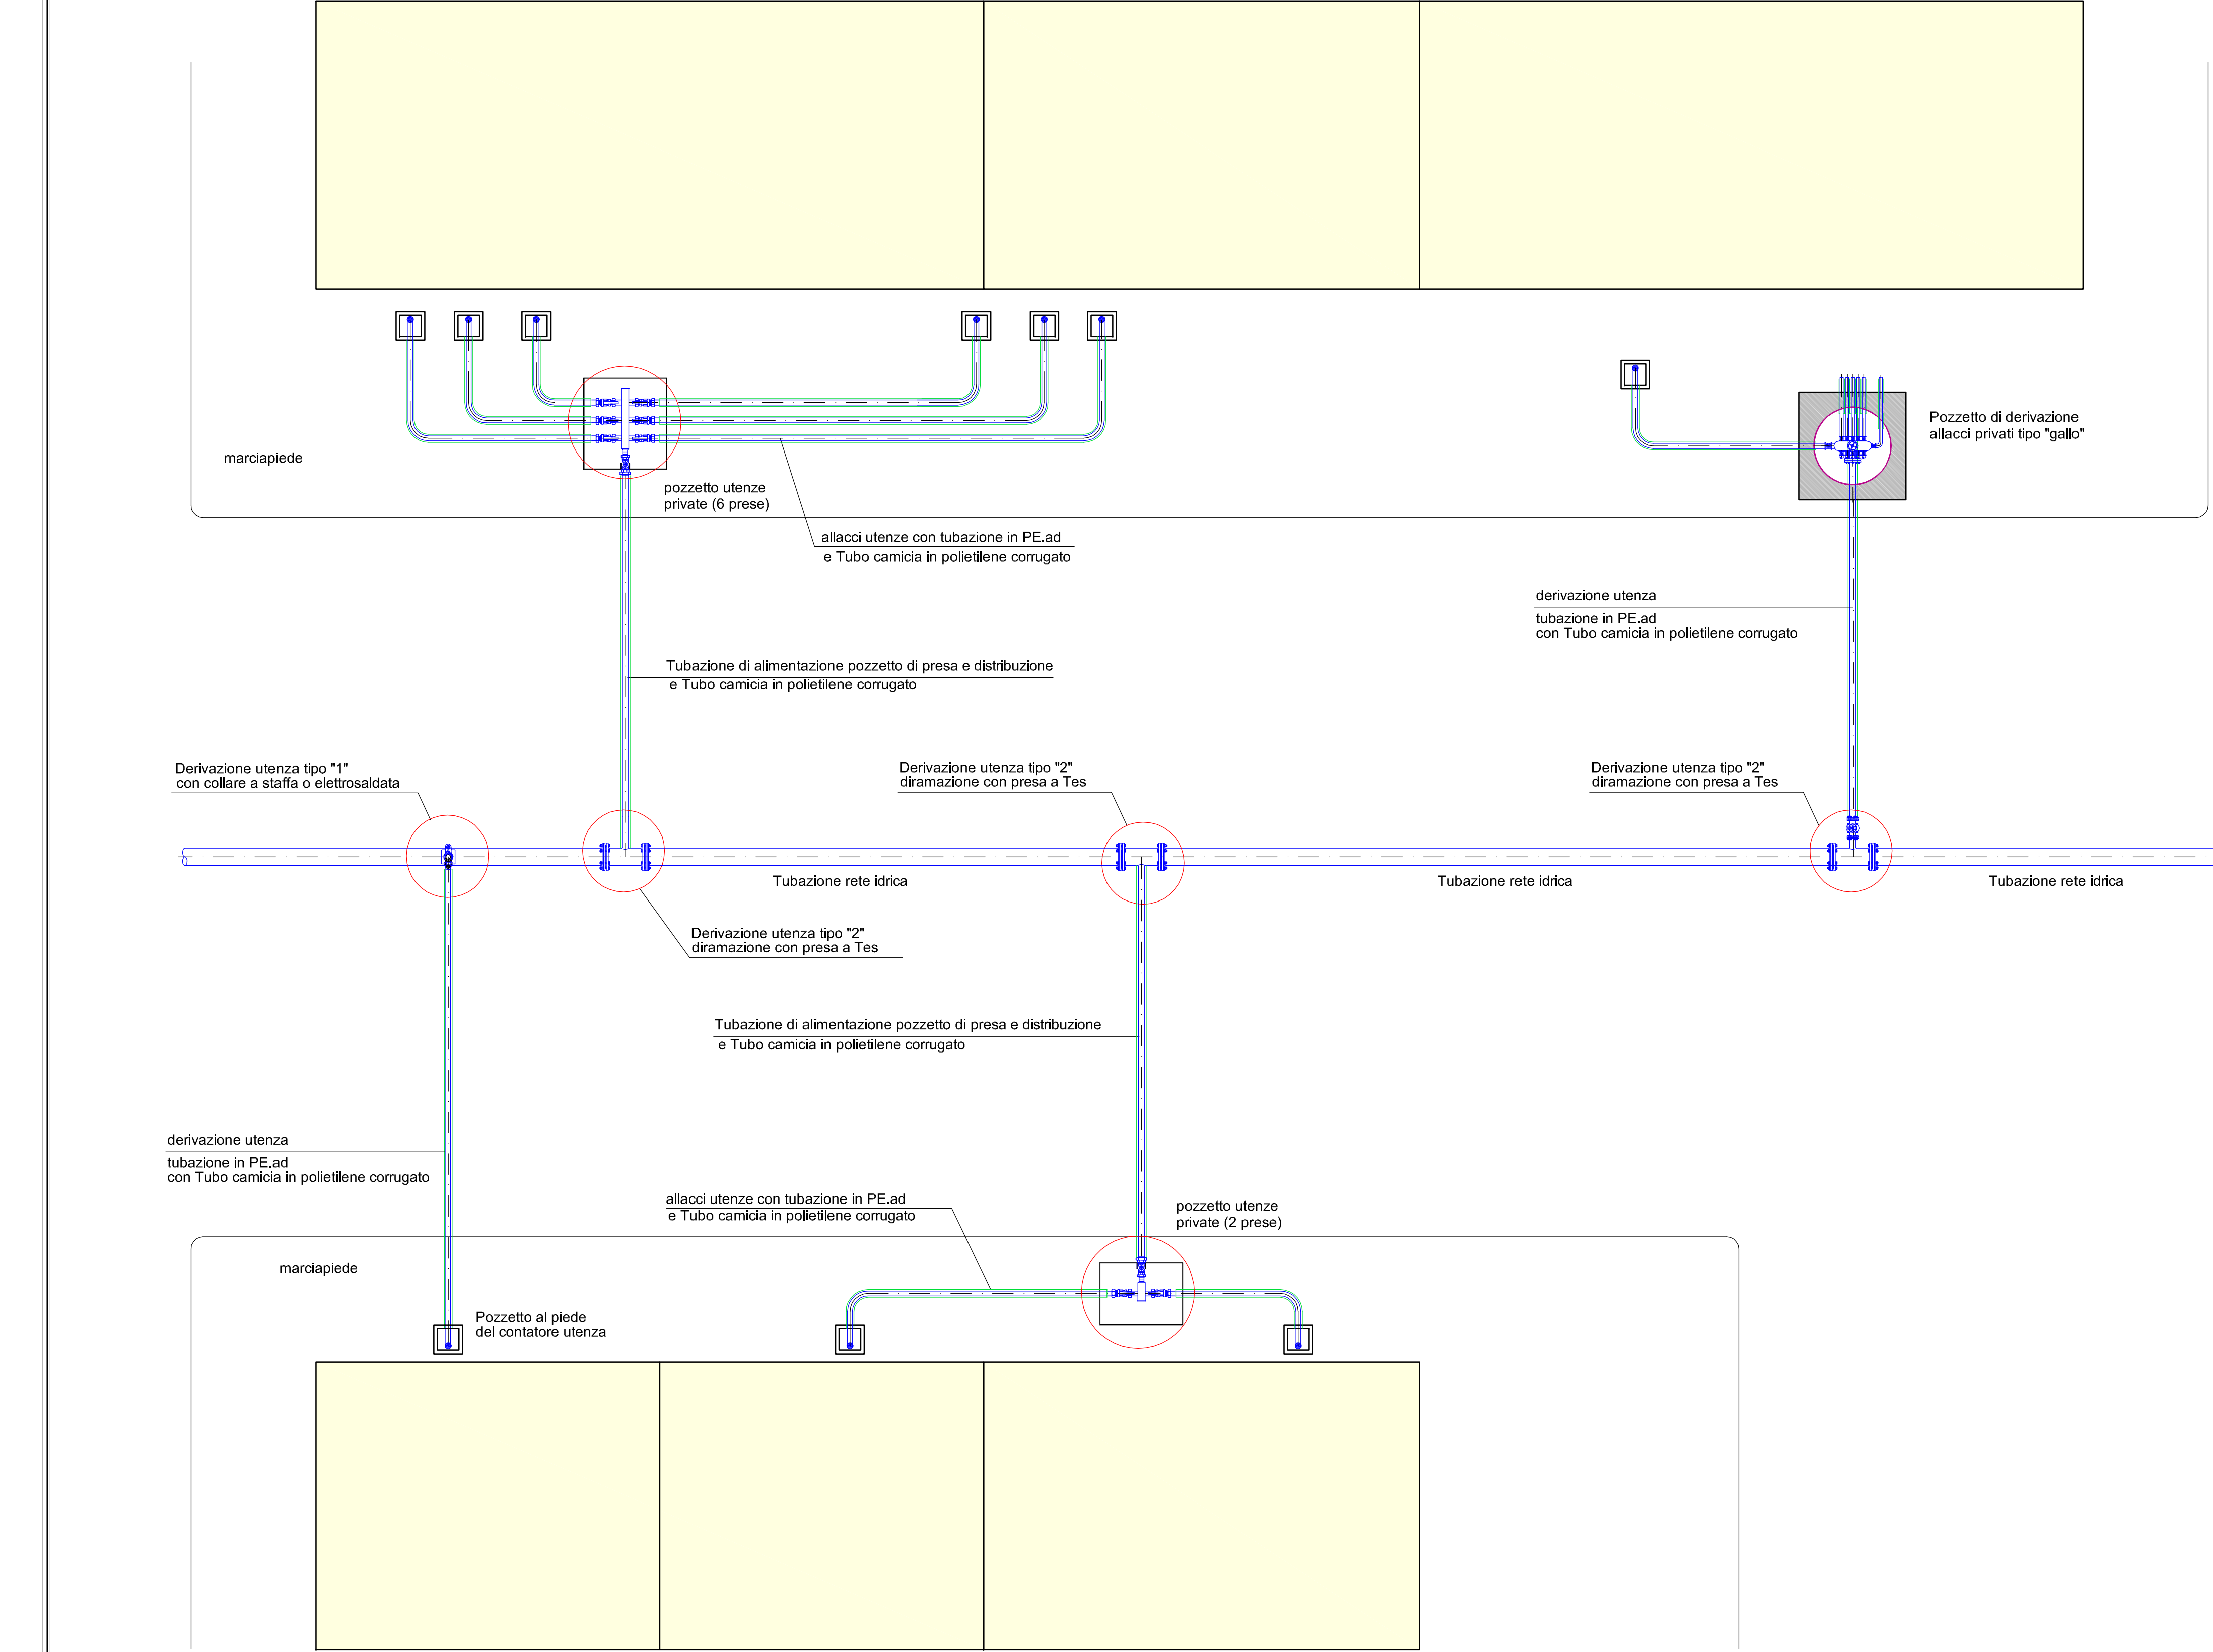 Pozzetto di derivazione
allacci privati tipo "gallo"
marciapiede
pozzetto utenze
private (6 prese)
allacci utenze con tubazione in PE.ad
e Tubo camicia in polietilene corrugato
derivazione utenza
tubazione in PE.ad
con Tubo camicia in polietilene corrugato
Tubazione di alimentazione pozzetto di presa e distribuzione
e Tubo camicia in polietilene corrugato
Derivazione utenza tipo "1"
con collare a staffa o elettrosaldata
Derivazione utenza tipo "2"
diramazione con presa a Tes
Derivazione utenza tipo "2"
diramazione con presa a Tes
Tubazione rete idrica
Tubazione rete idrica
Tubazione rete idrica
Derivazione utenza tipo "2"
diramazione con presa a Tes
Tubazione di alimentazione pozzetto di presa e distribuzione
e Tubo camicia in polietilene corrugato
derivazione utenza
tubazione in PE.ad
con Tubo camicia in polietilene corrugato
allacci utenze con tubazione in PE.ad
e Tubo camicia in polietilene corrugato
pozzetto utenze
private (2 prese)
marciapiede
Pozzetto al piede
del contatore utenza